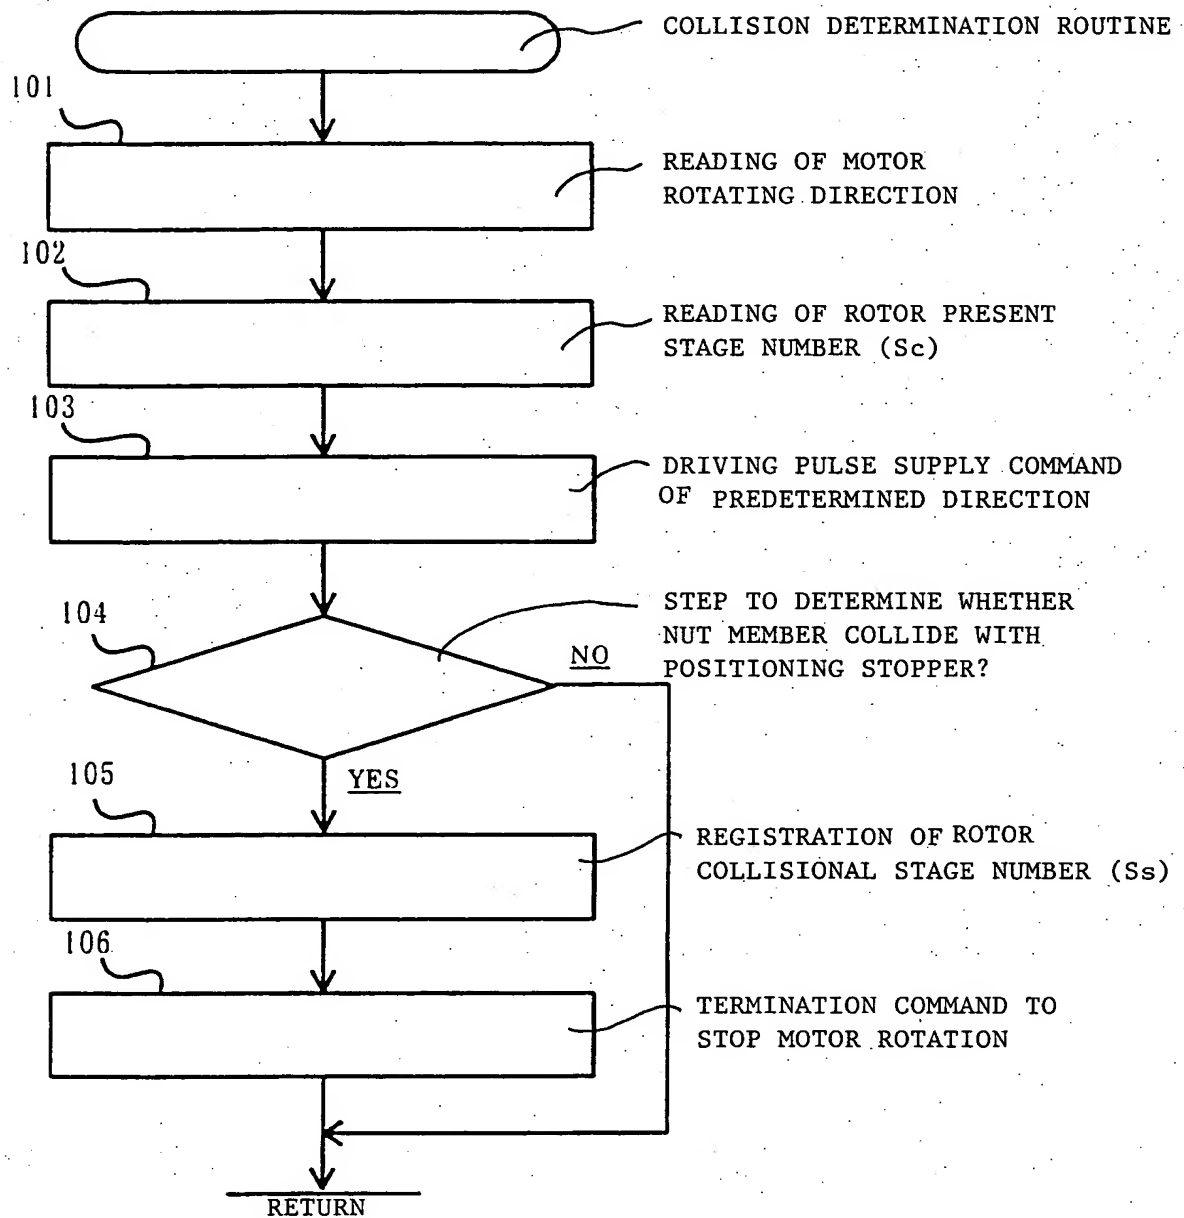 COLLISION DETERMINATION ROUTINE
101
READING OF MOTOR
ROTATING DIRECTION
102
READING OF ROTOR PRESENT
STAGE NUMBER (Sc)
103
DRIVING PULSE SUPPLY COMMAND
OF PREDETERMINED DIRECTION
104
STEP TO DETERMINE WHETHER
NUT MEMBER COLLIDE WITH
POSITIONING STOPPER?
NO
YES
105
REGISTRATION OF ROTOR
COLLISIONAL STAGE NUMBER (Ss)
106
TERMINATION COMMAND TO
STOP MOTOR ROTATION
RETURN